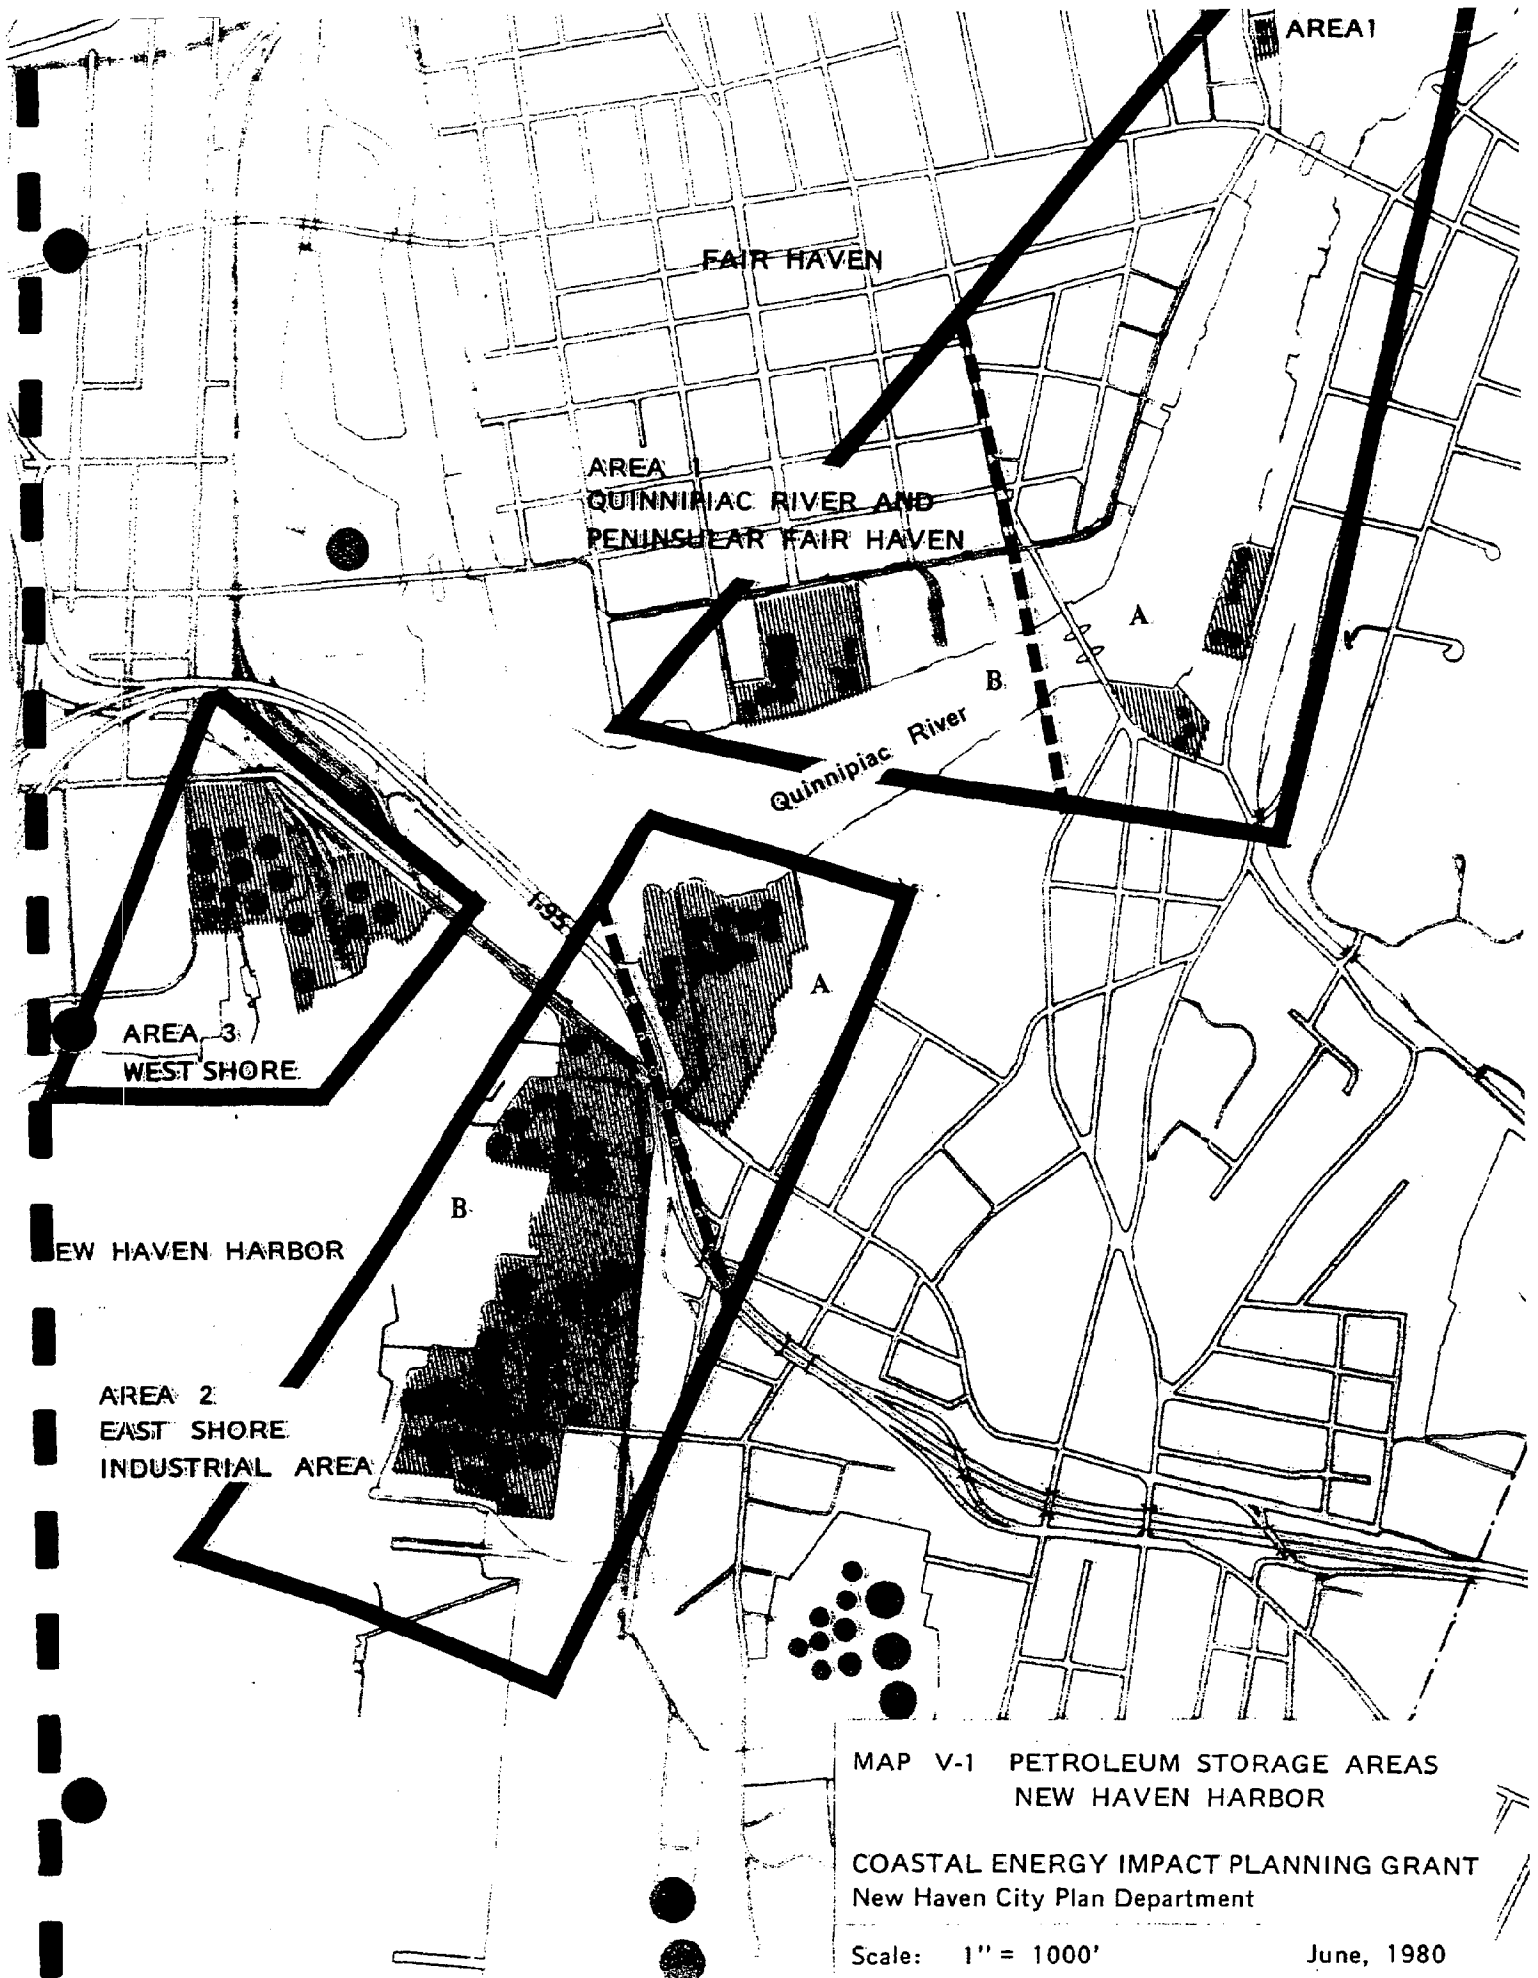 AREA 1
FAIR HAVEN
AREA 1
QUINNIPIAC RIVER AND
PENINSULAR FAIR HAVEN
A
B
Quinnipiac River
I-95
A
AREA 3
WEST SHORE
B
EW HAVEN HARBOR
AREA 2
EAST SHORE
INDUSTRIAL AREA
MAP V-1 PETROLEUM STORAGE AREAS
NEW HAVEN HARBOR
COASTAL ENERGY IMPACT PLANNING GRANT
New Haven City Plan Department
Scale: 1" = 1000' June, 1980